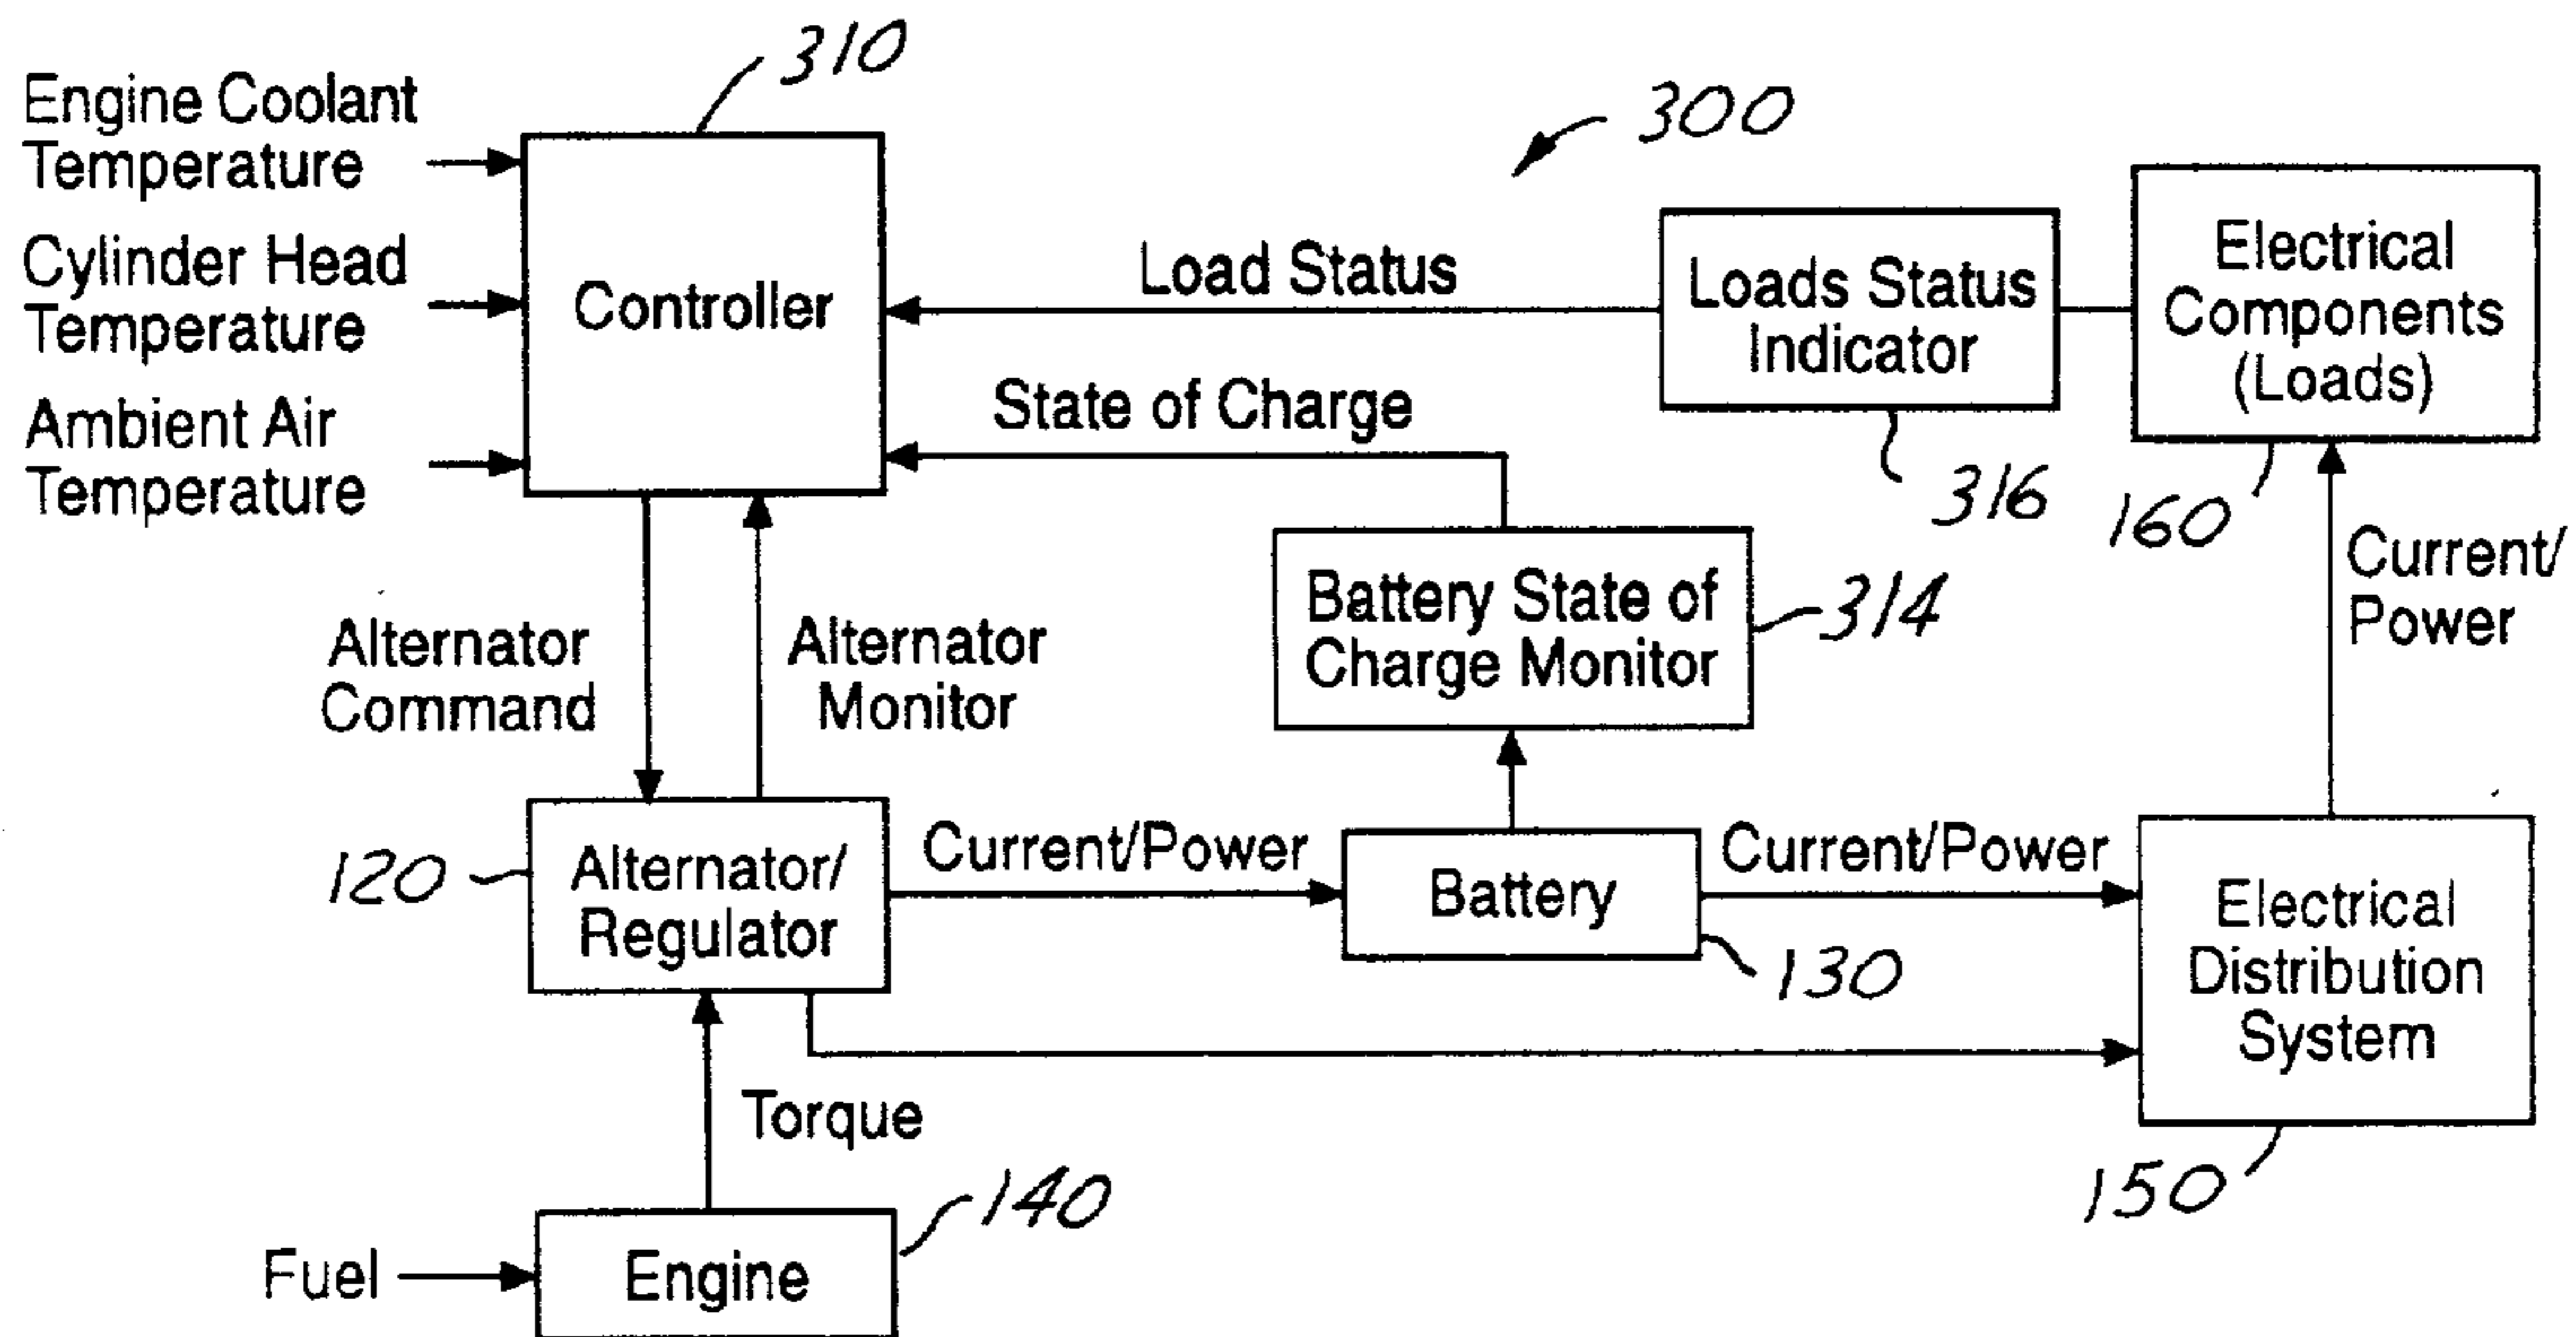 310
Engine Coolant
Temperature
300
Cylinder Head
Temperature
Controller
Load Status
Loads Status
Indicator
Electrical
Components
(Loads)
Ambient Air
Temperature
State of Charge
316
160
Current/
Power
Alternator
Command
Alternator
Monitor
Battery State of
Charge Monitor
314
120
Alternator/
Regulator
Current/Power
Battery
Current/Power
130
Electrical
Distribution
System
Torque
150
140
Fuel
Engine